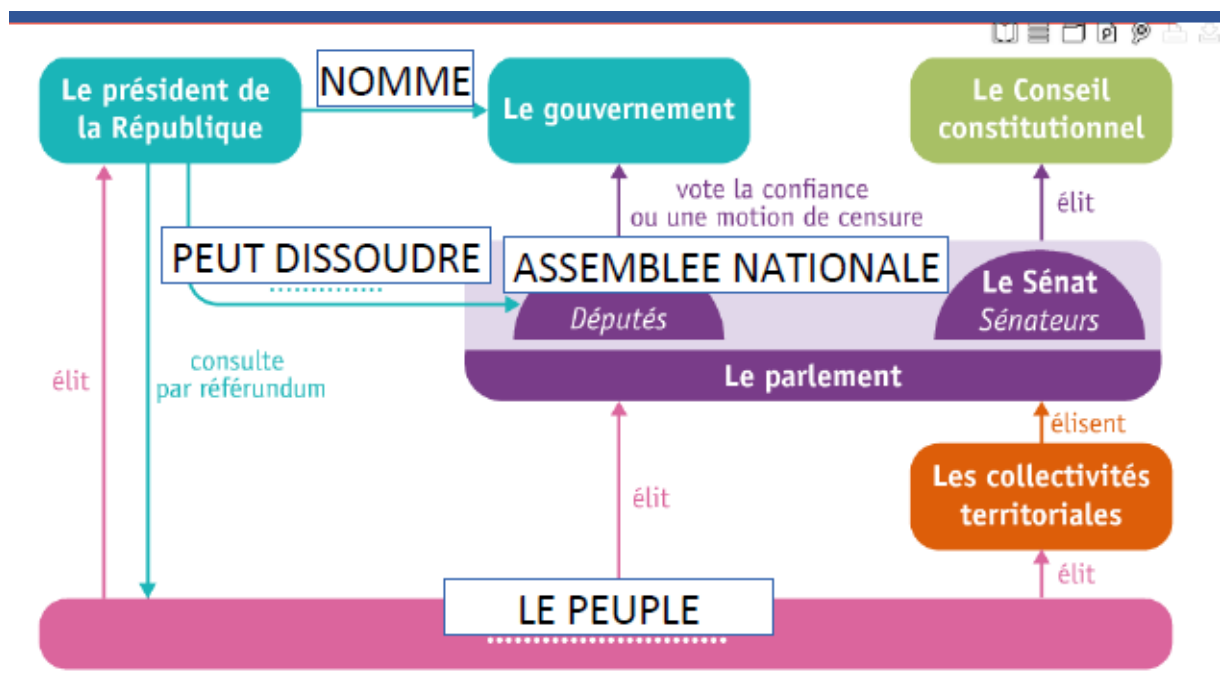 NOMME
Le président de
la République
Le gouvernement
Le Conseil
constitutionnel
vote la confiance
ou une motion de censure
élit
PEUT DISSOUDRE
ASSEMBLEE NATIONALE
Députés
Le Sénat
Sénateurs
consulte
par référundum
élit
Le parlement
élisent
Les collectivités
territoriales
élit
élit
LE PEUPLE